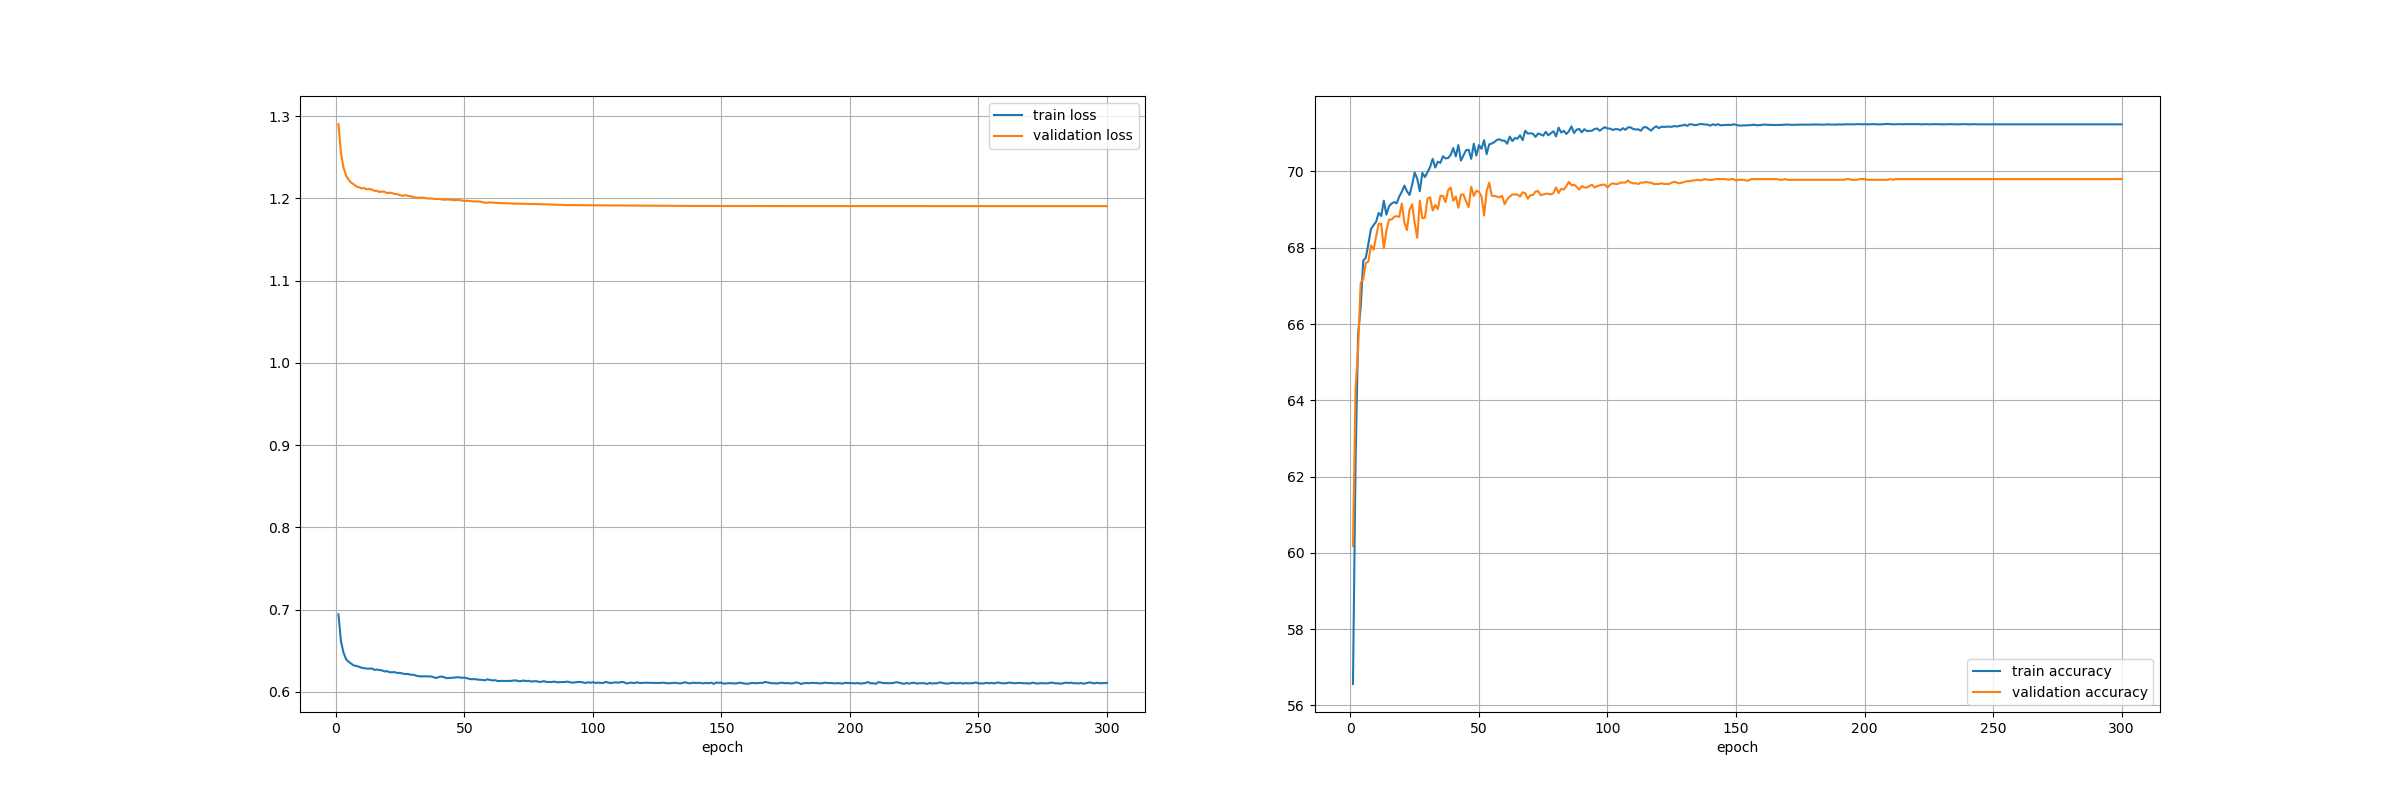 1.3
1.2
1.1
1.0
0.9
0.8
0.7
0.6
0 50 100 150 200 250 300
epoch
train loss
validation loss
70
68
66
64
62
60
58
56
0 50 100 150 200 250 300
epoch
train accuracy
validation accuracy